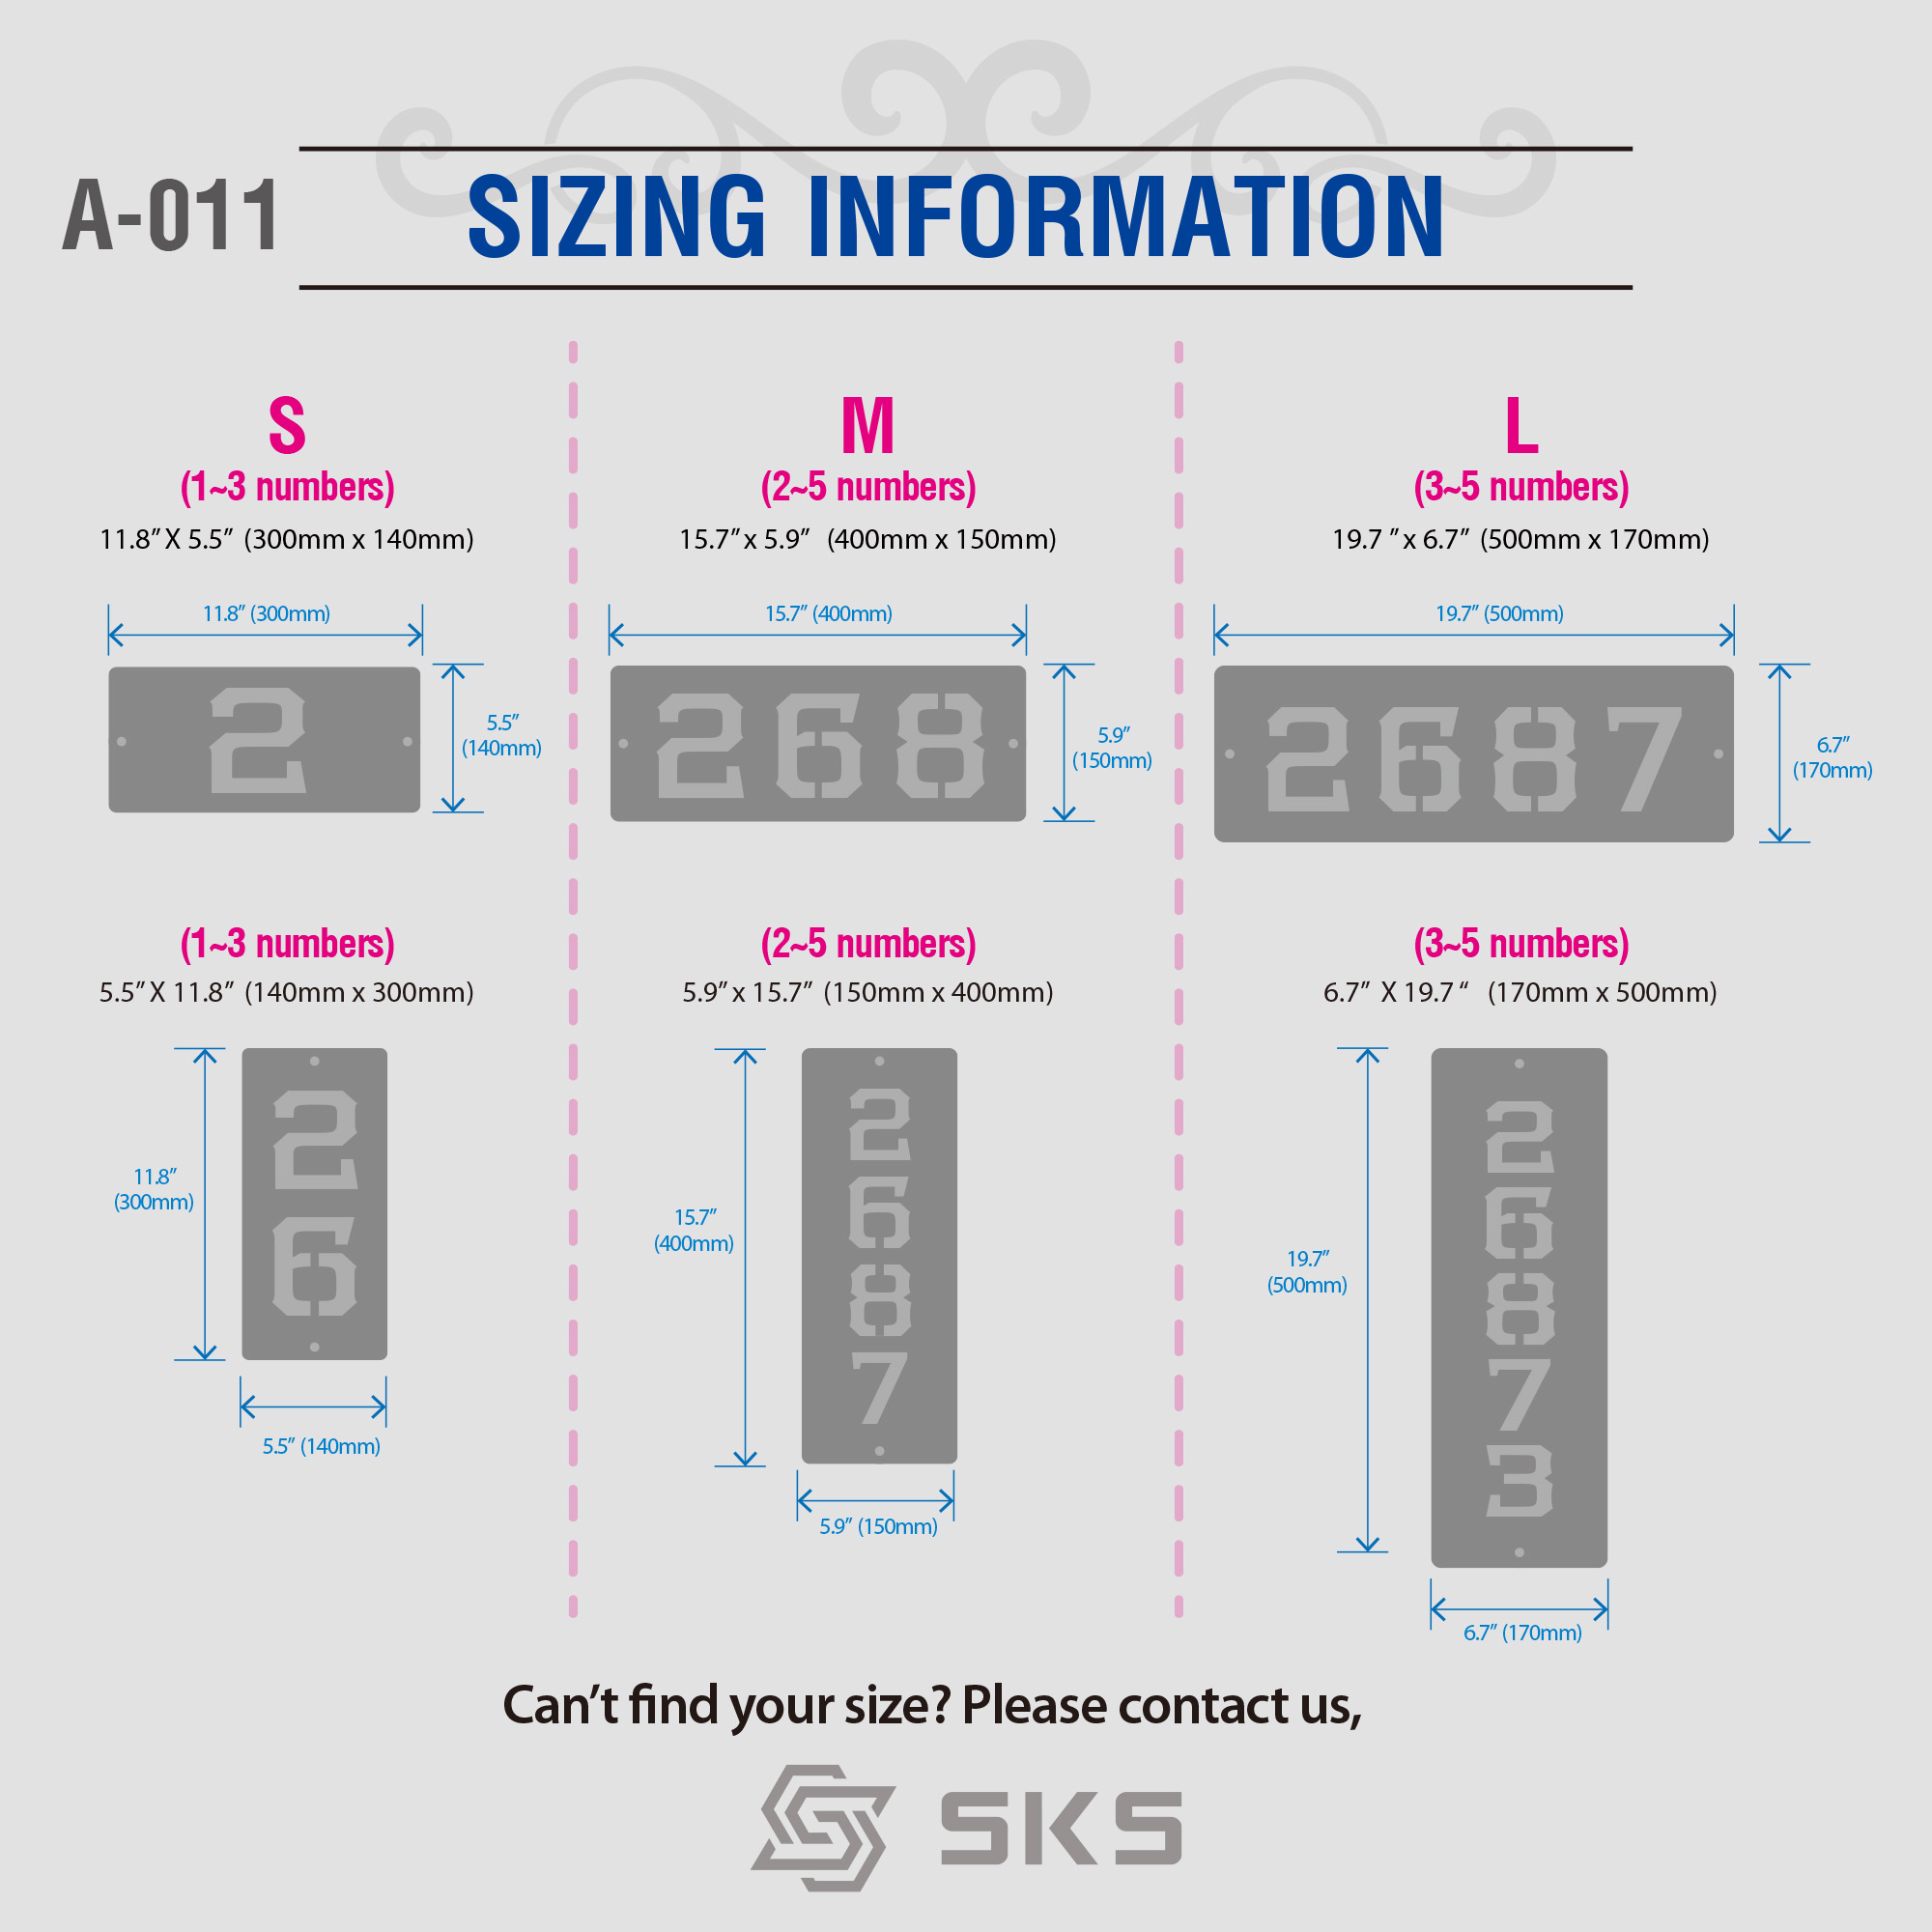 A-011
SIZING INFORMATION
S
(1~3 numbers)
11.8” X 5.5” (300mm x 140mm)
11.8” (300mm)
2
5.5”
(140mm)
(1~3 numbers)
5.5” X 11.8” (140mm x 300mm)
11.8”
(300mm)
2
6
5.5” (140mm)
M
(2~5 numbers)
15.7” x 5.9” (400mm x 150mm)
15.7” (400mm)
268
5.9”
(150mm)
(2~5 numbers)
5.9” x 15.7” (150mm x 400mm)
15.7”
(400mm)
2
6
8
7
5.9” (150mm)
L
(3~5 numbers)
19.7 ” x 6.7” (500mm x 170mm)
19.7” (500mm)
2687
6.7”
(170mm)
(3~5 numbers)
6.7” X 19.7 “ (170mm x 500mm)
19.7”
(500mm)
2
6
8
7
3
6.7” (170mm)
Can’t find your size? Please contact us,
SKS